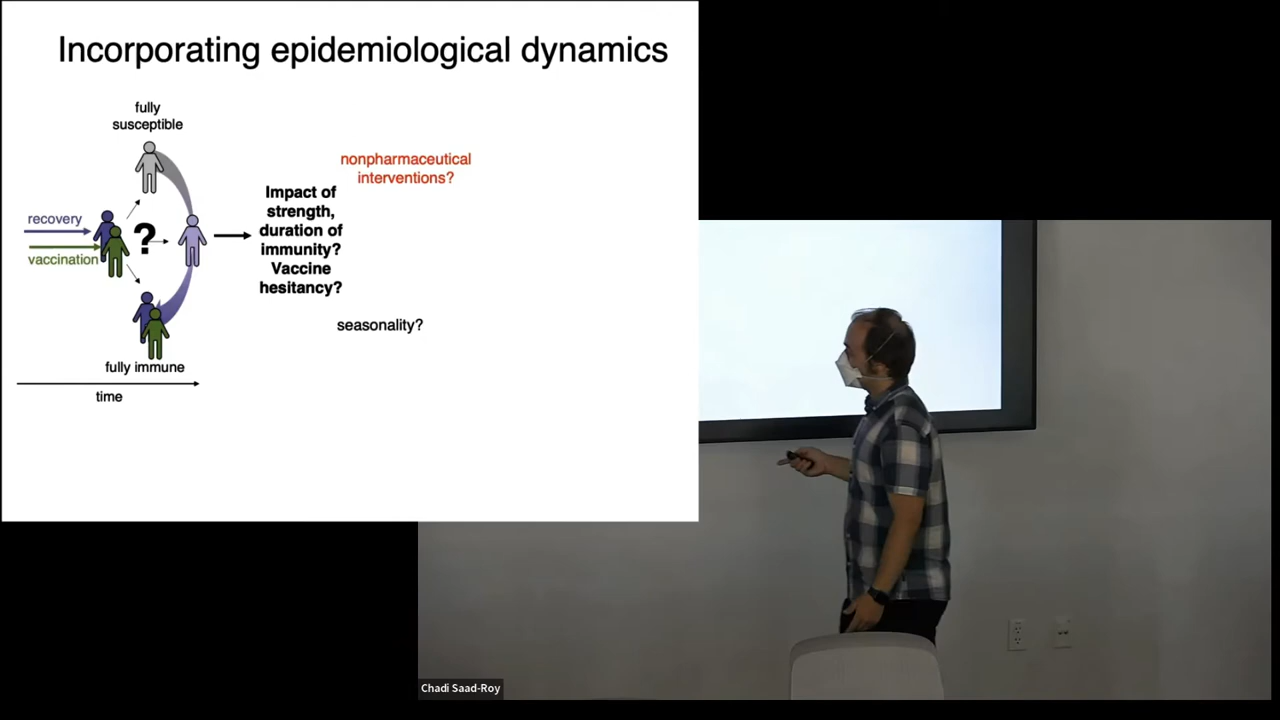 Incorporating epidemiological dynamics
fully
susceptible
nonpharmaceutical
interventions?
Impact of
strength,
duration of
immunity?
Vaccine
hesitancy?
recovery
?
vaccination
seasonality?
fully immune
time
Chadi Saad-Roy